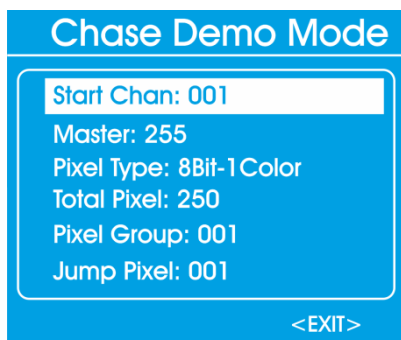 Chase Demo Mode
Start Chan: 001
Master: 255
Pixel Type: 8Bit-1Color
Total Pixel: 250
Pixel Group: 001
Jump Pixel: 001
<EXIT>